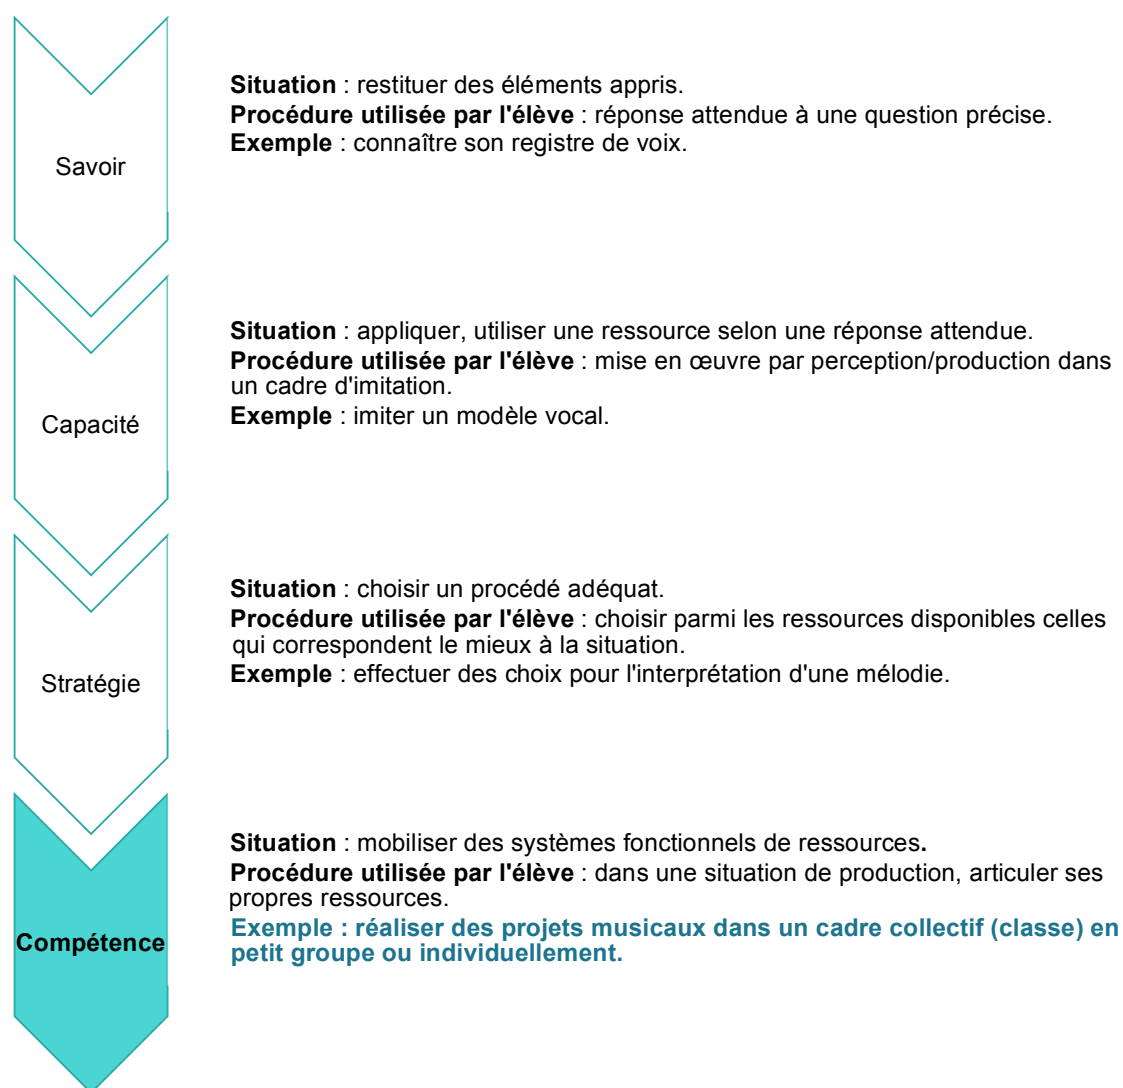 Savoir
Situation : restituer des éléments appris.
Procédure utilisée par l'élève : réponse attendue à une question précise.
Exemple : connaître son registre de voix.
Capacité
Situation : appliquer, utiliser une ressource selon une réponse attendue.
Procédure utilisée par l'élève : mise en œuvre par perception/production dans
un cadre d'imitation.
Exemple : imiter un modèle vocal.
Stratégie
Situation : choisir un procédé adéquat.
Procédure utilisée par l'élève : choisir parmi les ressources disponibles celles
qui correspondent le mieux à la situation.
Exemple : effectuer des choix pour l'interprétation d'une mélodie.
Compétence
Situation : mobiliser des systèmes fonctionnels de ressources.
Procédure utilisée par l'élève : dans une situation de production, articuler ses
propres ressources.
Exemple : réaliser des projets musicaux dans un cadre collectif (classe) en
petit groupe ou individuellement.